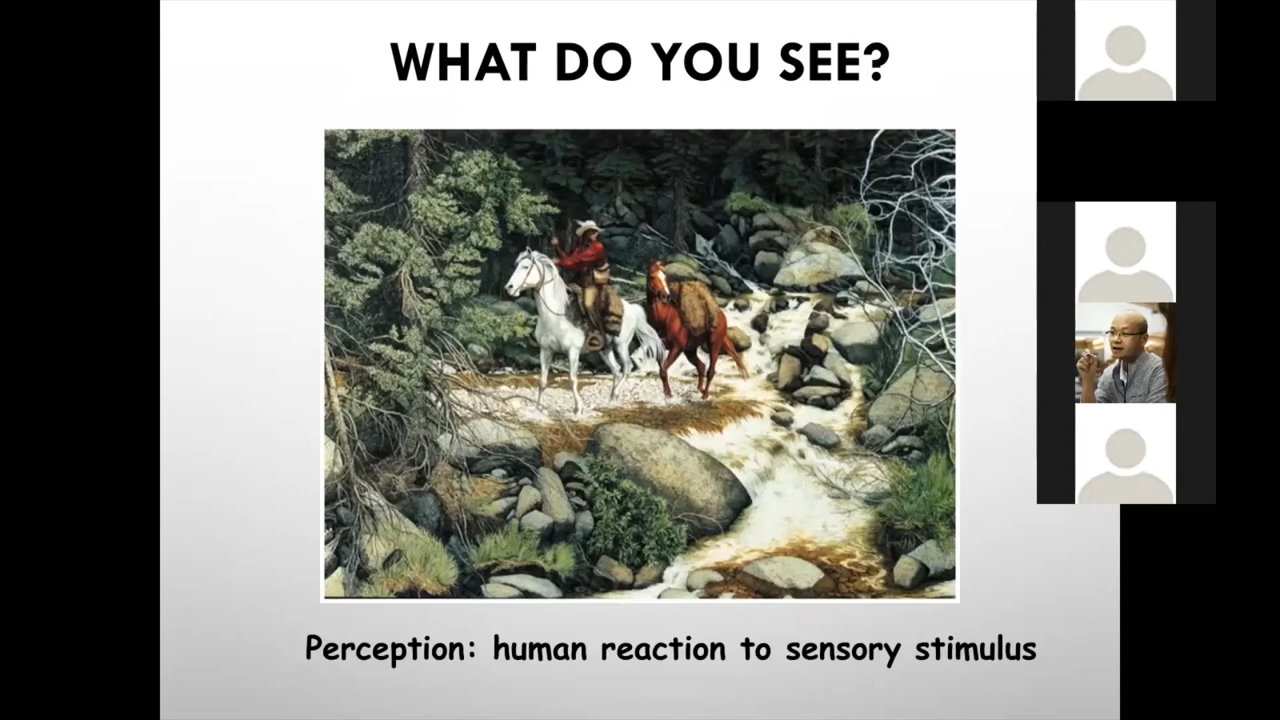 WHAT DO YOU SEE?
Perception: human reaction to sensory stimulus